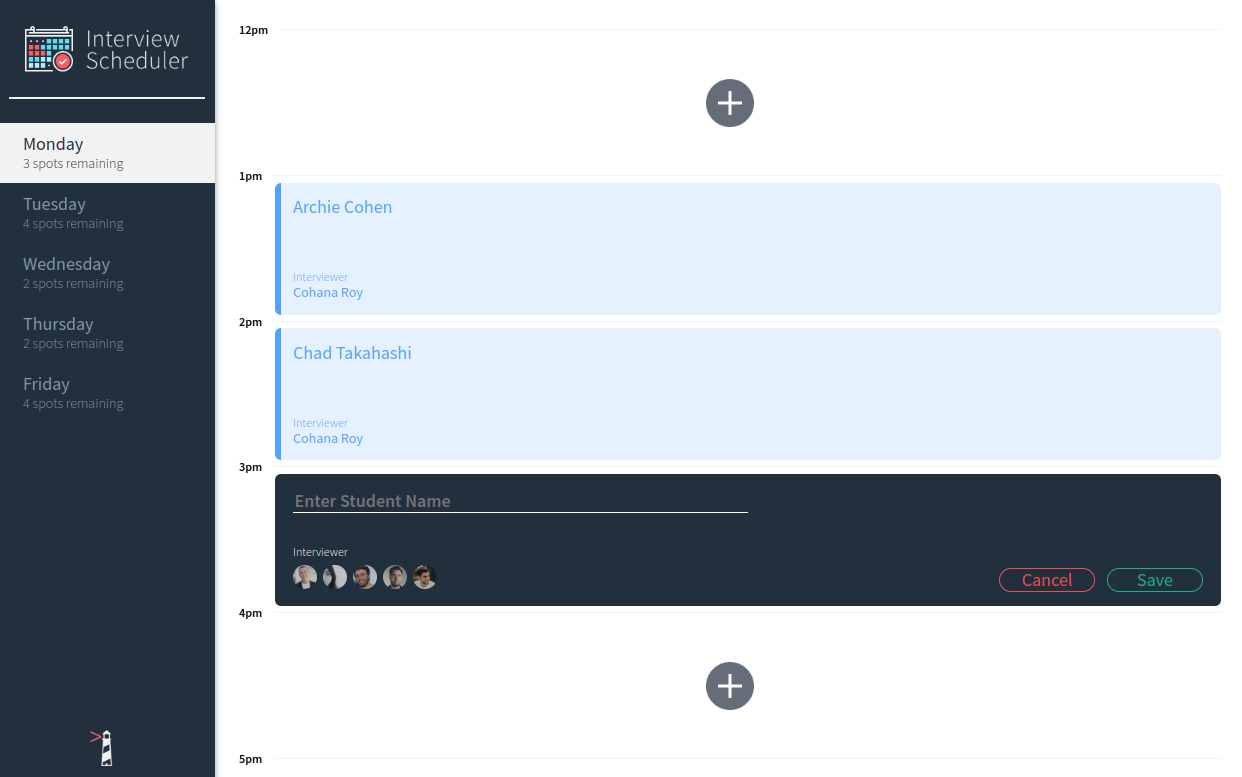 Interview
Scheduler
Monday
3 spots remaining
Tuesday
4 spots remaining
Wednesday
2 spots remaining
Thursday
2 spots remaining
Friday
4 spots remaining
12pm
1pm
Archie Cohen
Interviewer
Cohana Roy
2pm
Chad Takahashi
Interviewer
Cohana Roy
3pm
Enter Student Name
Interviewer
Cancel Save
4pm
5pm